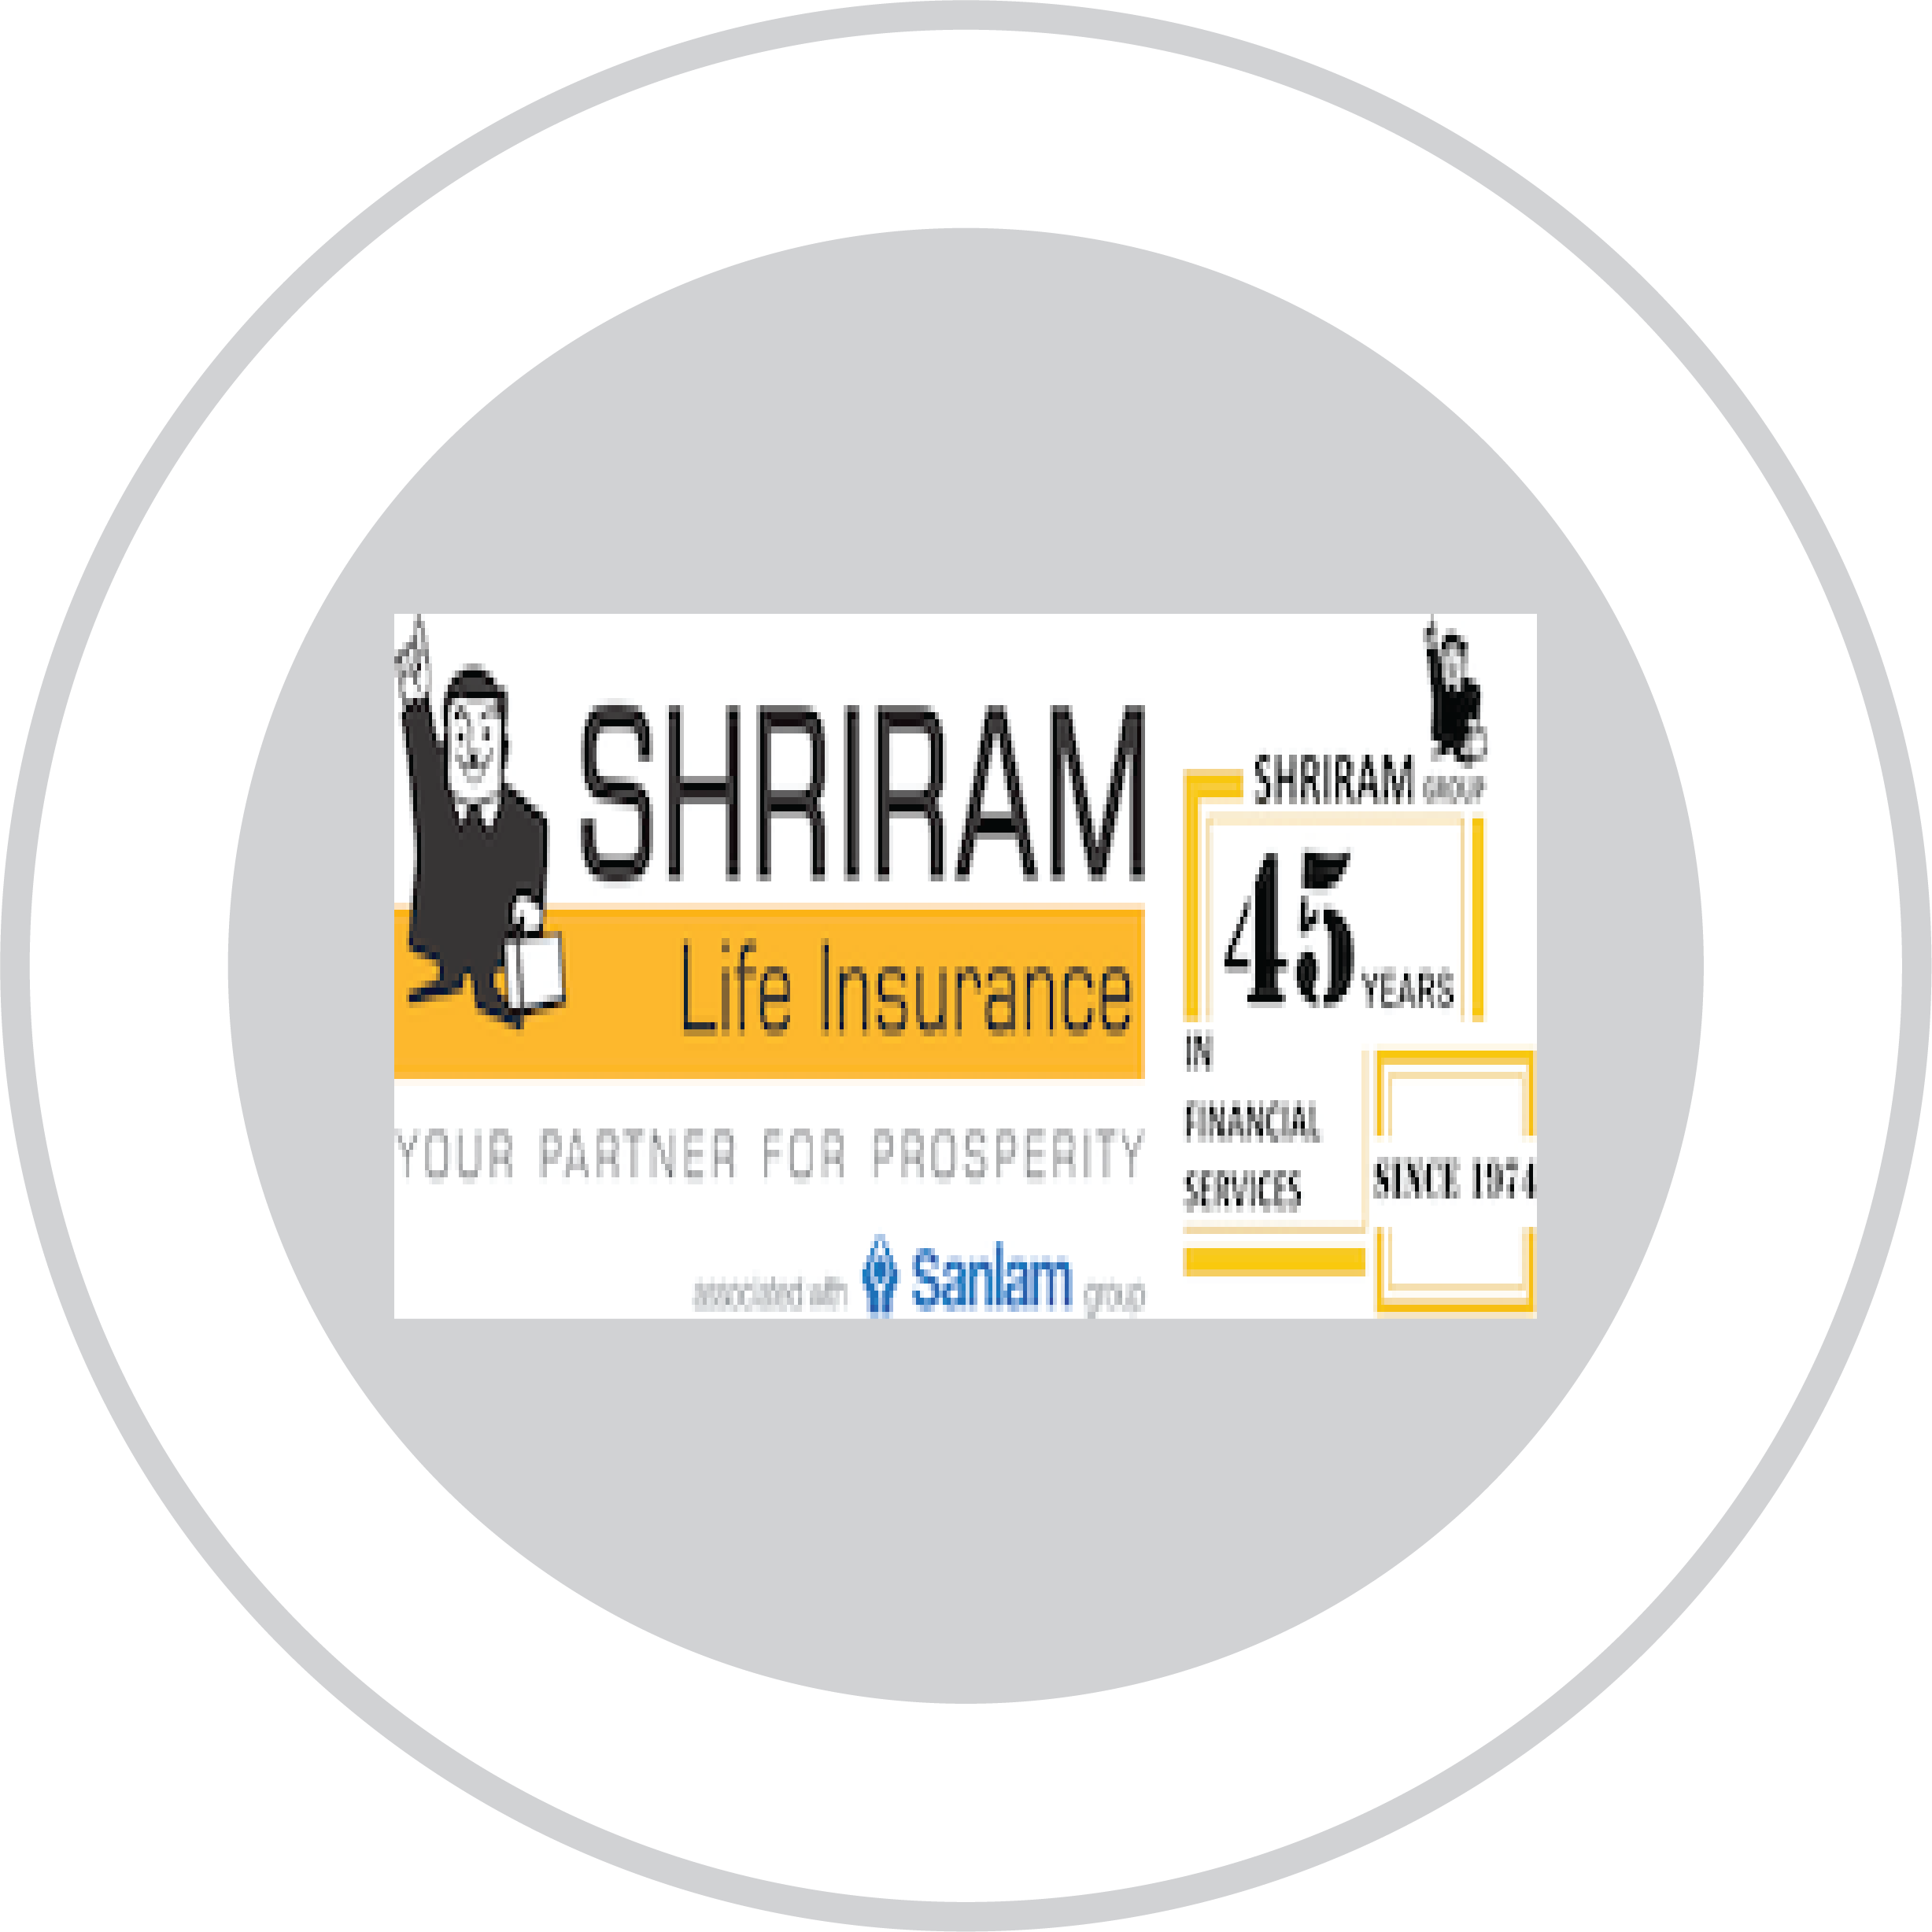 SHRIRAM
Life Insurance
YOUR PARTNER FOR PROSPERITY
associated with Sanlam group
SHRIRAM GROUP
45 YEARS
IN
FINANCIAL
SERVICES
SINCE 1974